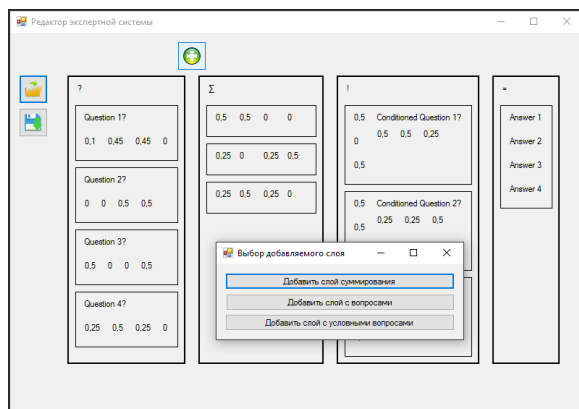 Редактор экспертной системы
?
Question 1?
0,1 0,45 0,45 0
Question 2?
0 0 0,5 0,5
Question 3?
0,5 0 0 0,5
Question 4?
0,25 0,5 0,25 0
Σ
0,5 0,5 0 0
0,25 0 0,25 0,5
0,25 0,5 0,25 0
!
0,5 Conditioned Question 1?
0,5 0,5 0,25
0
0,5
0,5 Conditioned Question 2?
0,25 0,25 0,5
0,5
=
Answer 1
Answer 2
Answer 3
Answer 4
Выбор добавляемого слоя
Добавить слой суммирования
Добавить слой с вопросами
Добавить слой с условными вопросами